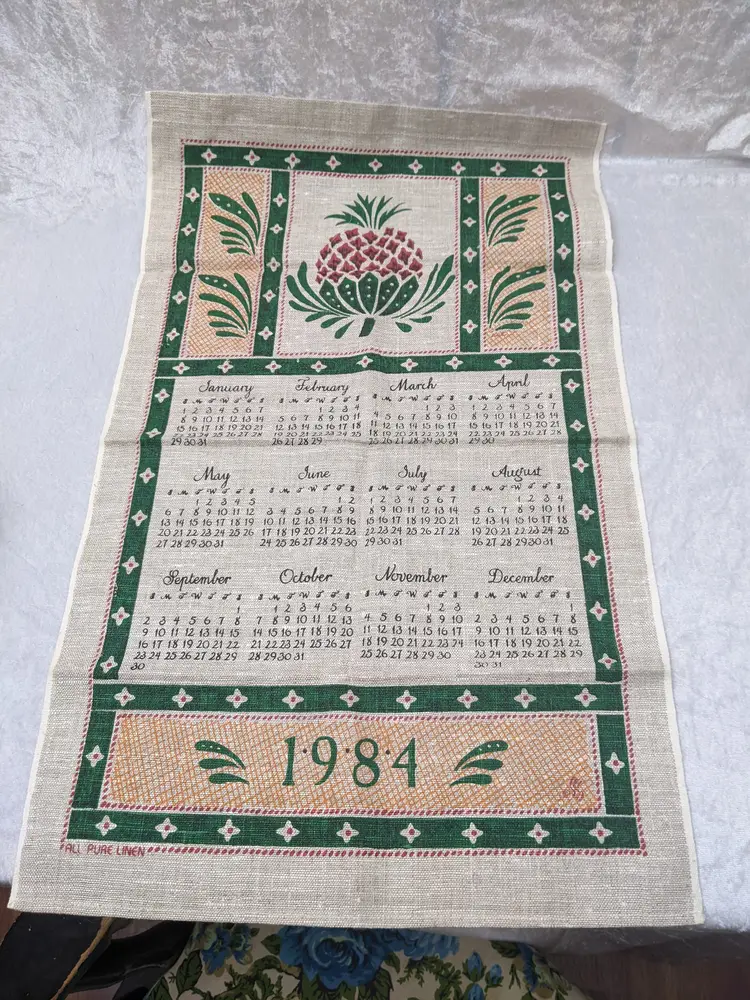 January
S M T W T F S
1 2 3 4 5 6 7
8 9 10 11 12 13 14
15 16 17 18 19 20 21
22 23 24 25 26 27 28
29 30 31
February
S M T W T F S
1 2 3 4
5 6 7 8 9 10 11
12 13 14 15 16 17 18
19 20 21 22 23 24 25
26 27 28 29
March
S M T W T F S
1 2 3
4 5 6 7 8 9 10
11 12 13 14 15 16 17
18 19 20 21 22 23 24
25 26 27 28 29 30 31
April
S M T W T F S
1 2 3 4 5 6 7
8 9 10 11 12 13 14
15 16 17 18 19 20 21
22 23 24 25 26 27 28
29 30
May
S M T W T F S
1 2 3 4 5
6 7 8 9 10 11 12
13 14 15 16 17 18 19
20 21 22 23 24 25 26
27 28 29 30 31
June
S M T W T F S
1 2
3 4 5 6 7 8 9
10 11 12 13 14 15 16
17 18 19 20 21 22 23
24 25 26 27 28 29 30
July
S M T W T F S
1 2 3 4 5 6 7
8 9 10 11 12 13 14
15 16 17 18 19 20 21
22 23 24 25 26 27 28
29 30 31
August
S M T W T F S
1 2 3 4
5 6 7 8 9 10 11
12 13 14 15 16 17 18
19 20 21 22 23 24 25
26 27 28 29 30 31
September
S M T W T F S
1
2 3 4 5 6 7 8
9 10 11 12 13 14 15
16 17 18 19 20 21 22
23 24 25 26 27 28 29
30
October
S M T W T F S
1 2 3 4 5 6
7 8 9 10 11 12 13
14 15 16 17 18 19 20
21 22 23 24 25 26 27
28 29 30 31
November
S M T W T F S
1 2 3
4 5 6 7 8 9 10
11 12 13 14 15 16 17
18 19 20 21 22 23 24
25 26 27 28 29 30
December
S M T W T F S
1
2 3 4 5 6 7 8
9 10 11 12 13 14 15
16 17 18 19 20 21 22
23 24 25 26 27 28 29
30 31
1·9·8·4
ALL PURE LINEN